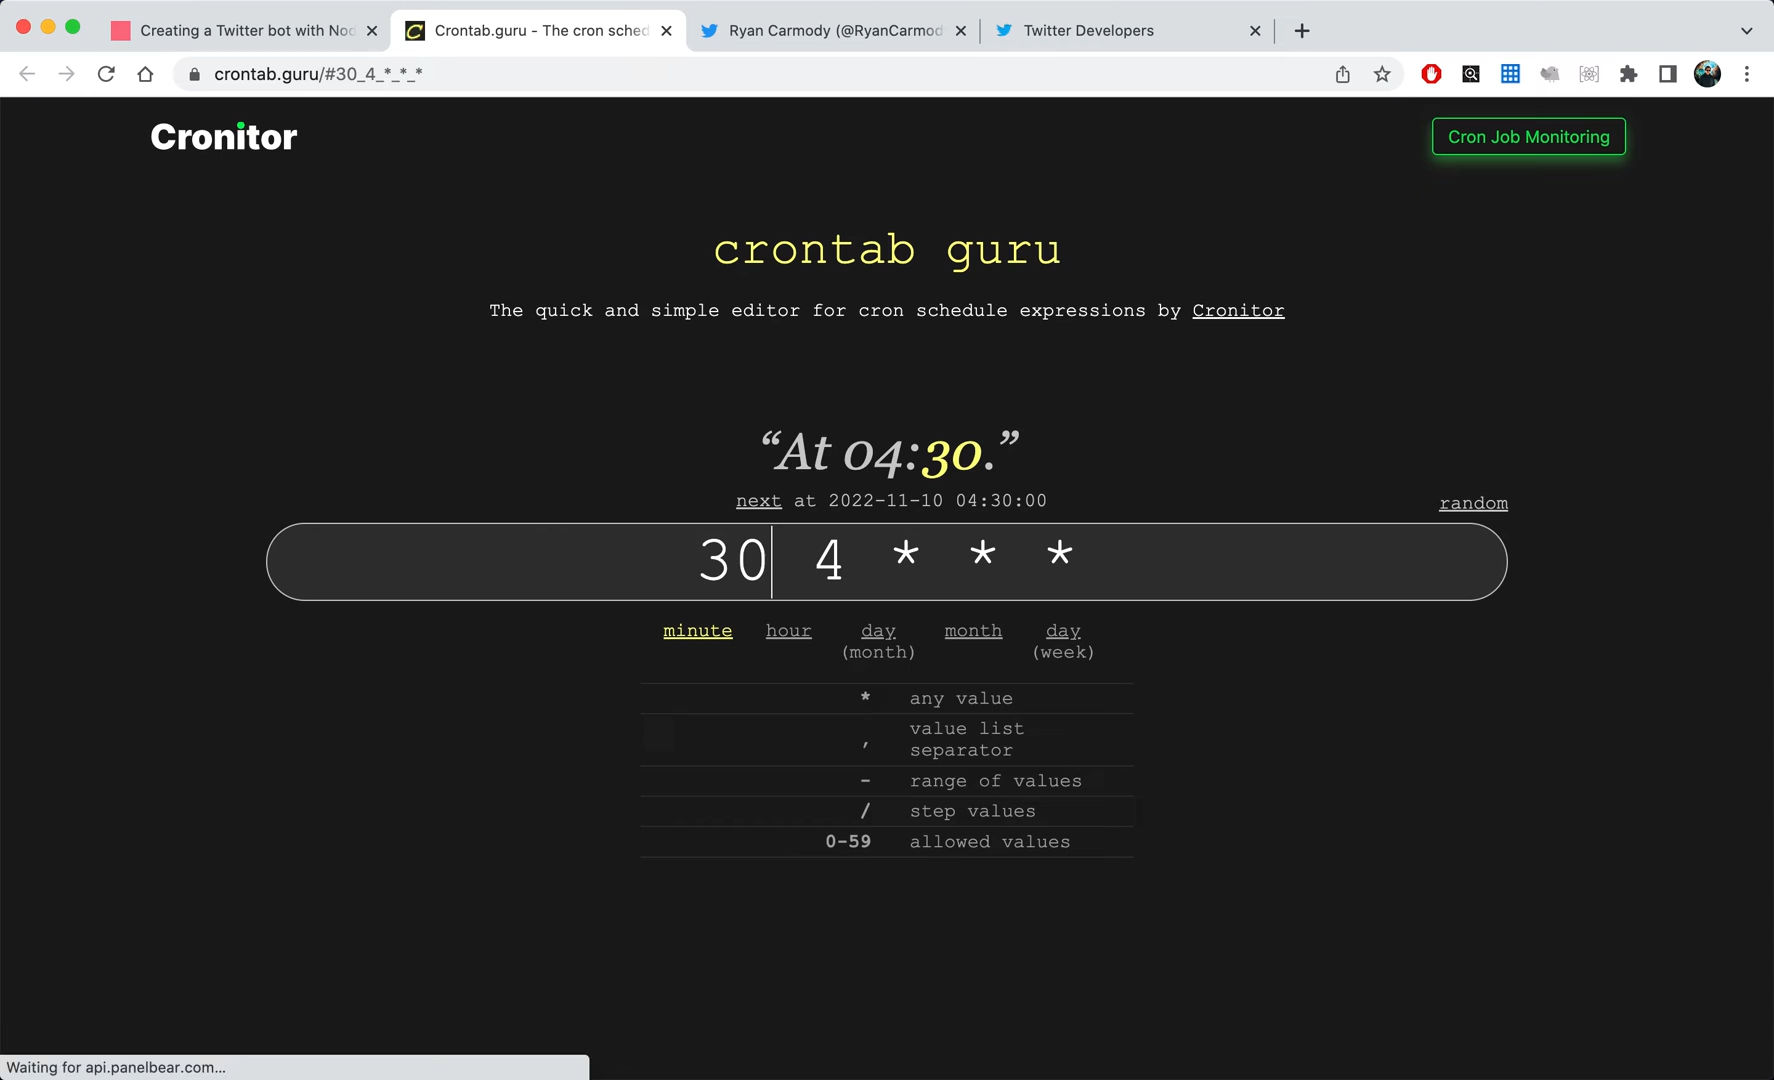 Creating a Twitter bot with Noc
Crontab.guru - The cron sched
Ryan Carmody (@RyanCarmod
Twitter Developers
crontab.guru/#30_4_*_*_*
Cronitor
Cron Job Monitoring
crontab guru
The quick and simple editor for cron schedule expressions by Cronitor
“At 04:30.”
next at 2022-11-10 04:30:00
random
30 4 * * *
minute hour day month day
(month) (week)
* any value
, value list
separator
- range of values
/ step values
0-59 allowed values
Waiting for api.panelbear.com...